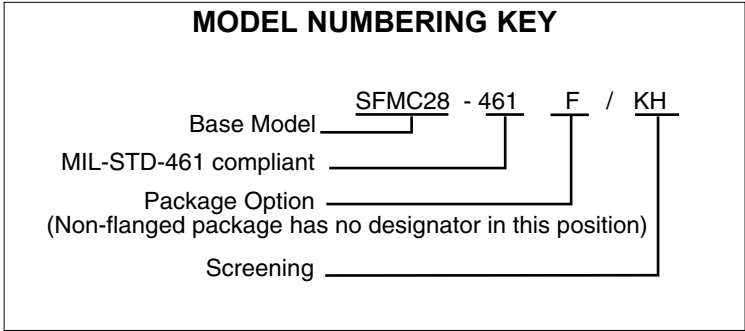 MODEL NUMBERING KEY
SFMC28 - 461 F / KH
Base Model
MIL-STD-461 compliant
Package Option
(Non-flanged package has no designator in this position)
Screening